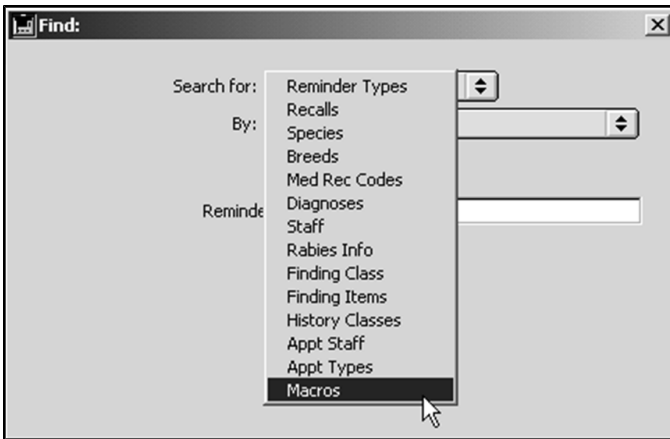 Find:
Search for:
Reminder Types
Recalls
By:
Species
Breeds
Med Rec Codes
Diagnoses
Staff
Rabies Info
Finding Class
Finding Items
History Classes
Appt Staff
Appt Types
Macros